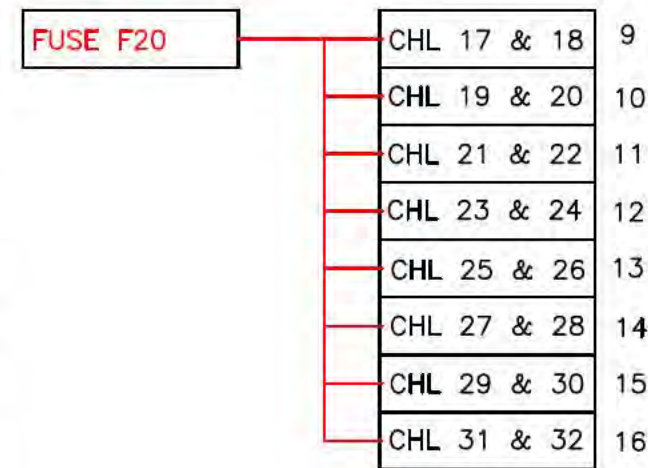 FUSE F20 CHL 17 & 18 9
CHL 19 & 20 10
CHL 21 & 22 11
CHL 23 & 24 12
CHL 25 & 26 13
CHL 27 & 28 14
CHL 29 & 30 15
CHL 31 & 32 16